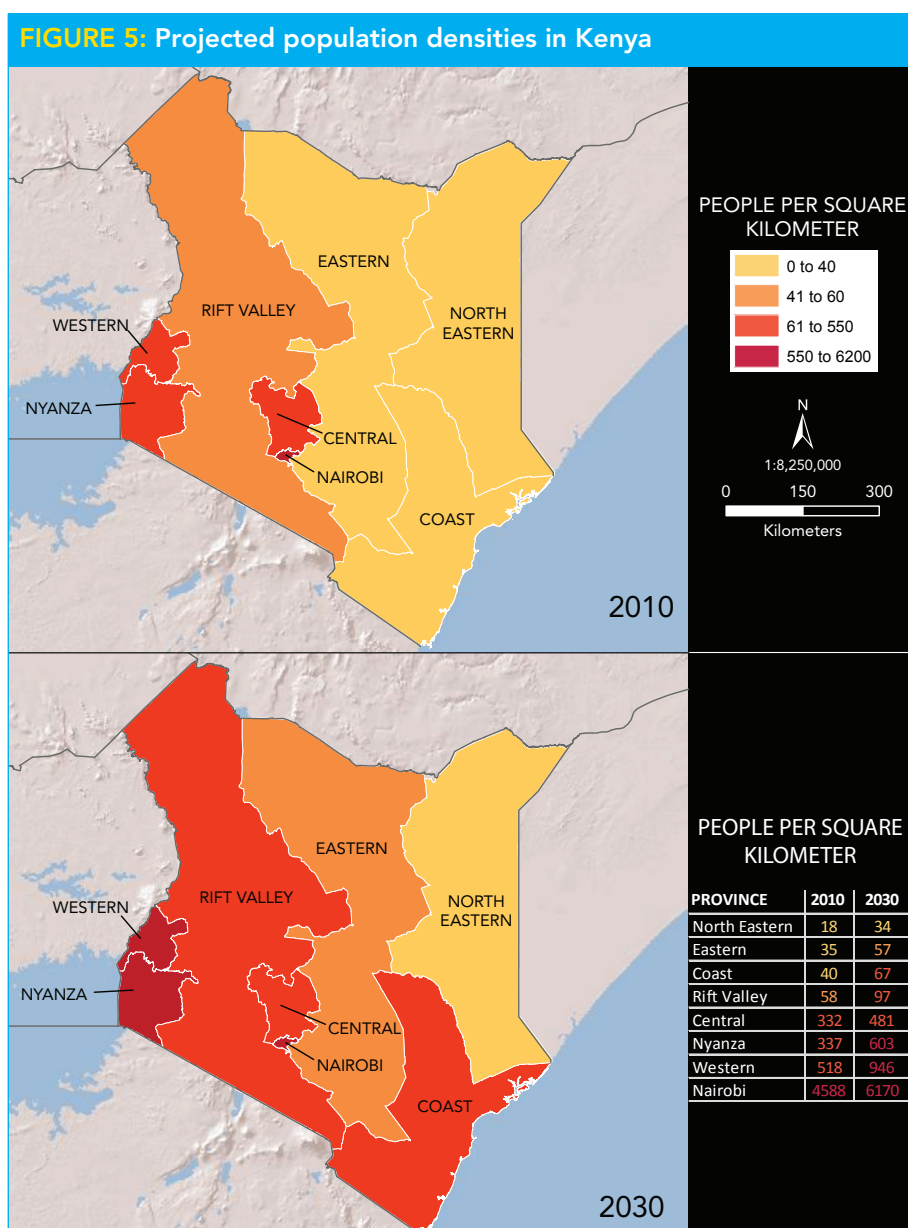 FIGURE 5: Projected population densities in Kenya
EASTERN
RIFT VALLEY
NORTH
EASTERN
WESTERN
NYANZA
CENTRAL
NAIROBI
COAST
2010
PEOPLE PER SQUARE
KILOMETER
0 to 40
41 to 60
61 to 550
550 to 6200
N
1:8,250,000
0 150 300
Kilometers
EASTERN
RIFT VALLEY
NORTH
EASTERN
WESTERN
NYANZA
CENTRAL
NAIROBI
COAST
2030
PEOPLE PER SQUARE
KILOMETER
PROVINCE 2010 2030
North Eastern 18 34
Eastern 35 57
Coast 40 67
Rift Valley 58 97
Central 332 481
Nyanza 337 603
Western 518 946
Nairobi 4588 6170